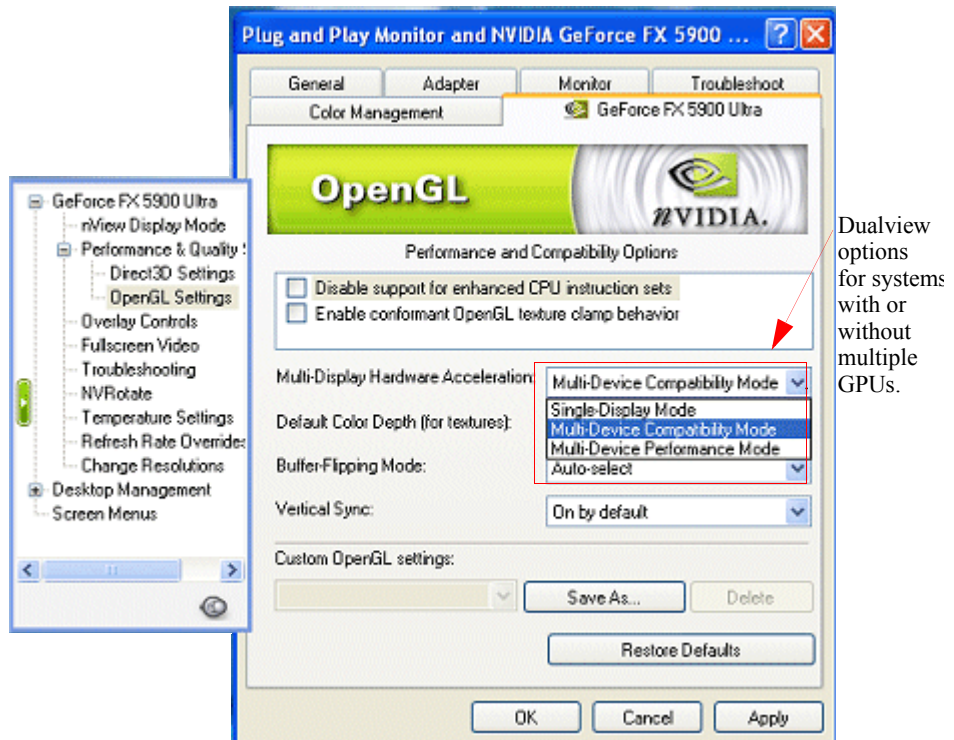 Plug and Play Monitor and NVIDIA GeForce FX 5900 ...
General
Adapter
Monitor
Troubleshoot
Color Management
GeForce FX 5900 Ultra
OpenGL
NVIDIA.
GeForce FX 5900 Ultra
nView Display Mode
Performance & Quality
Direct3D Settings
OpenGL Settings
Overlay Controls
Fullscreen Video
Troubleshooting
NVRotate
Temperature Settings
Refresh Rate Overrides
Change Resolutions
Desktop Management
Screen Menus
Performance and Compatibility Options
Disable support for enhanced CPU instruction sets
Enable conformant OpenGL texture clamp behavior
Multi-Display Hardware Acceleration:
Multi-Device Compatibility Mode
Single-Display Mode
Multi-Device Compatibility Mode
Multi-Device Performance Mode
Default Color Depth (for textures):
Buffer-Flipping Mode:
Auto-select
Vertical Sync:
On by default
Custom OpenGL settings:
Save As...
Delete
Restore Defaults
OK
Cancel
Apply
Dualview
options
for systems
with or
without
multiple
GPUs.